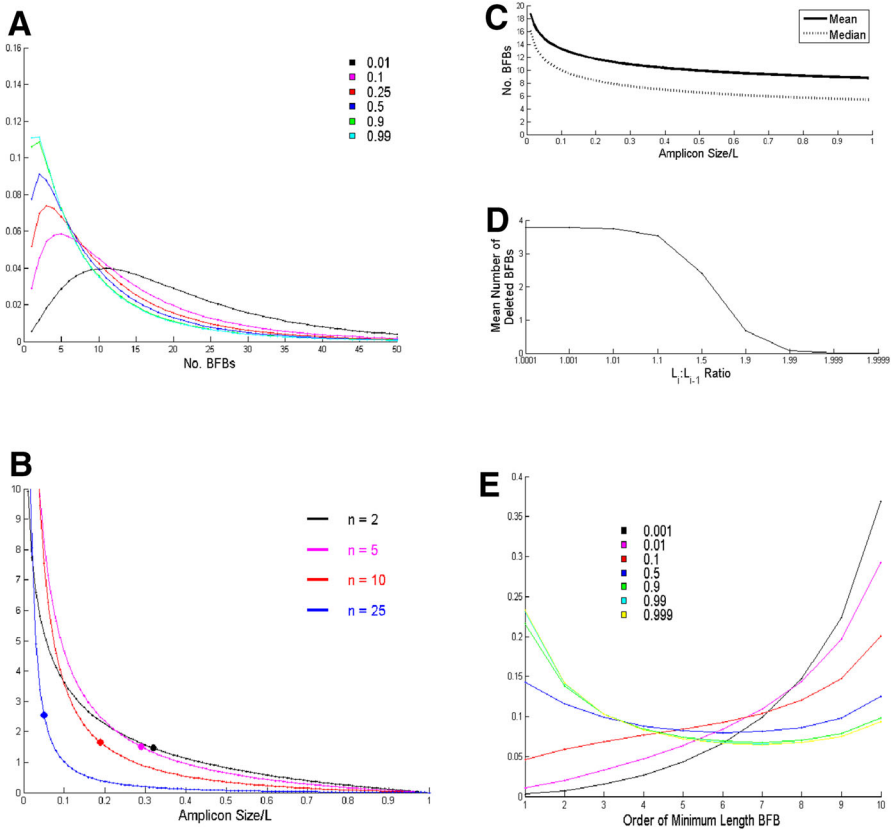 A
0.16
0.14
0.12
0.1
0.08
0.06
0.04
0.02
0
0 5 10 15 20 25 30 35 40 45 50
No. BFBs
0.01
0.1
0.25
0.5
0.9
0.99
C
No. BFBs
20
18
16
14
12
10
8
6
4
2
0
0 0.1 0.2 0.3 0.4 0.5 0.6 0.7 0.8 0.9 1
Amplicon Size/L
Mean
Median
D
Mean Number of
Deleted BFBs
4
3
2
1
0
1.0001 1.001 1.01 1.1 1.5 1.9 1.99 1.999 1.9999
Li:Li-1 Ratio
B
10
9
8
7
6
5
4
3
2
1
0
0 0.1 0.2 0.3 0.4 0.5 0.6 0.7 0.8 0.9 1
Amplicon Size/L
n = 2
n = 5
n = 10
n = 25
E
0.4
0.35
0.3
0.25
0.2
0.15
0.1
0.05
0
1 2 3 4 5 6 7 8 9 10
Order of Minimum Length BFB
0.001
0.01
0.1
0.5
0.9
0.99
0.999